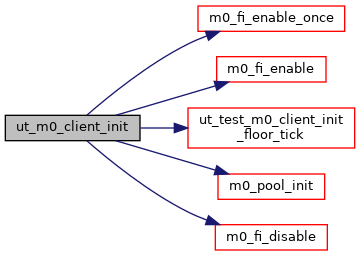 ut_m0_client_init
m0_fi_enable_once
m0_fi_enable
ut_test_m0_client_init
_floor_tick
m0_pool_init
m0_fi_disable